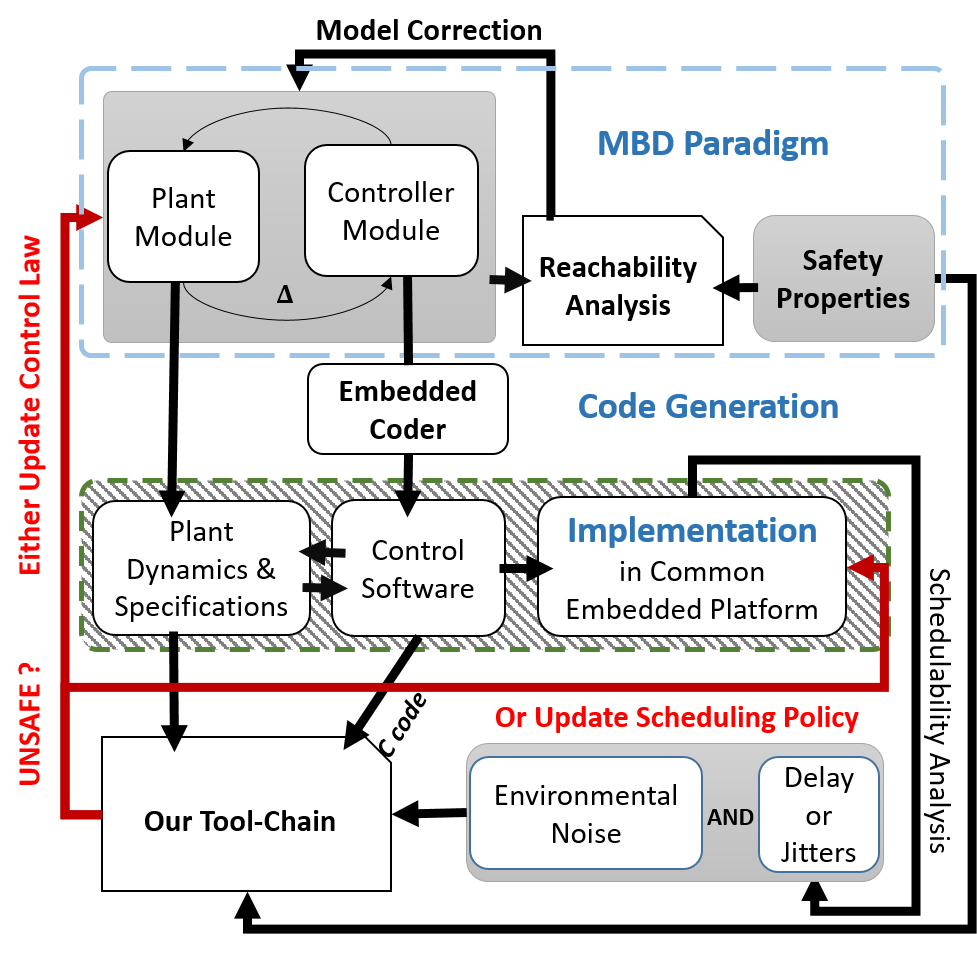 Model Correction
MBD Paradigm
Plant
Module
Controller
Module
Δ
Reachability
Analysis
Safety
Properties
Either Update Control Law
Embedded
Coder
Code Generation
Plant
Dynamics &
Specifications
Control
Software
Implementation
in Common
Embedded Platform
Schedulability Analysis
UNSAFE ?
C code
Or Update Scheduling Policy
Our Tool-Chain
Environmental
Noise
AND
Delay
or
Jitters